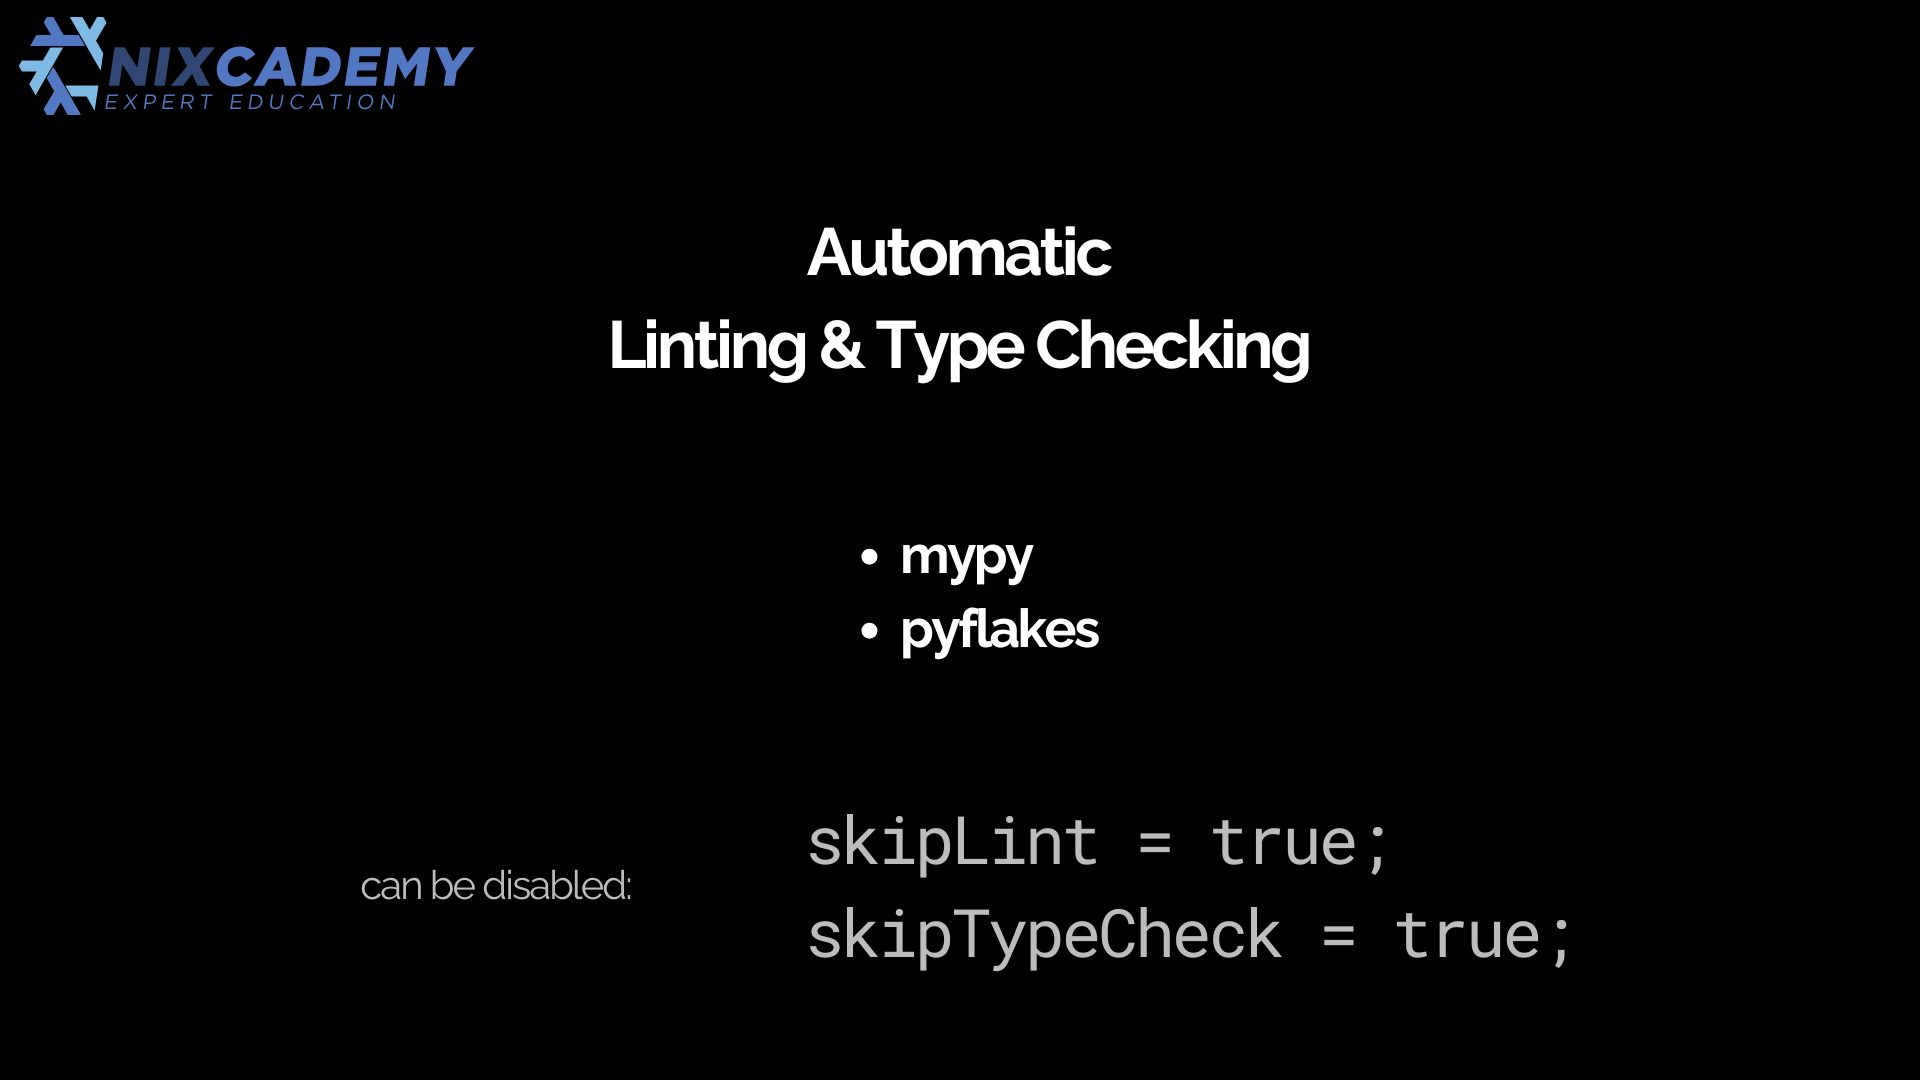 NIXCADEMY
EXPERT EDUCATION
Automatic
Linting & Type Checking
• mypy
• pyflakes
can be disabled:
skipLint = true;
skipTypeCheck = true;